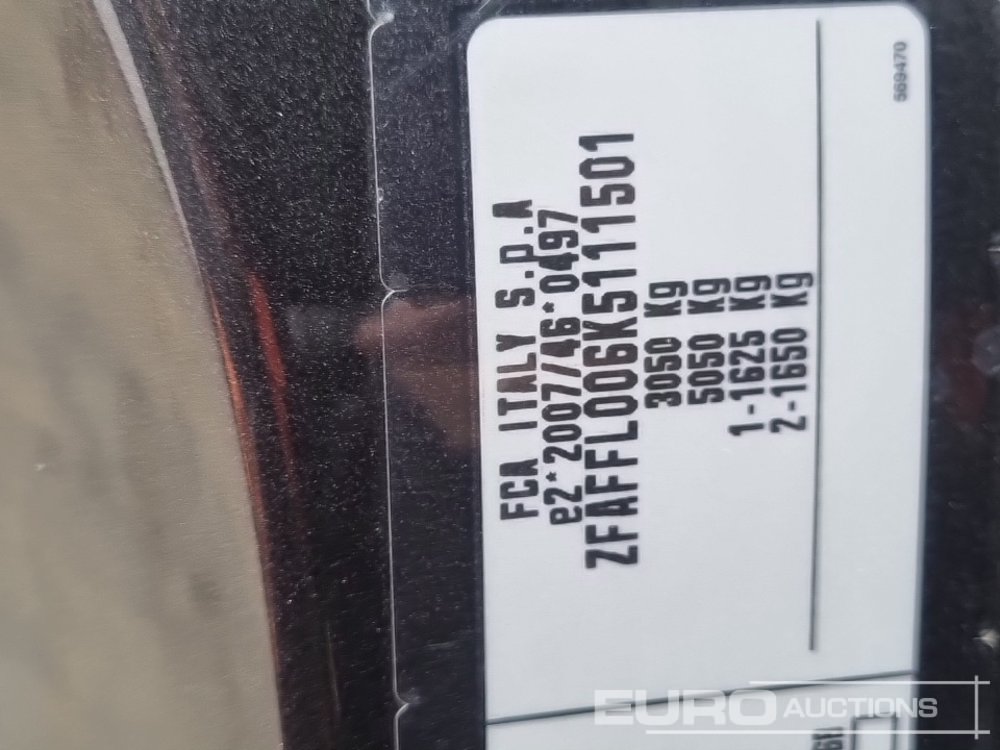 FCA ITALY S.p.A
e2*2007/46*0497
ZFAFFL006K5111501
3050 Kg
5050 Kg
1-1625 Kg
2-1650 Kg
569470
EURO AUCTIONS